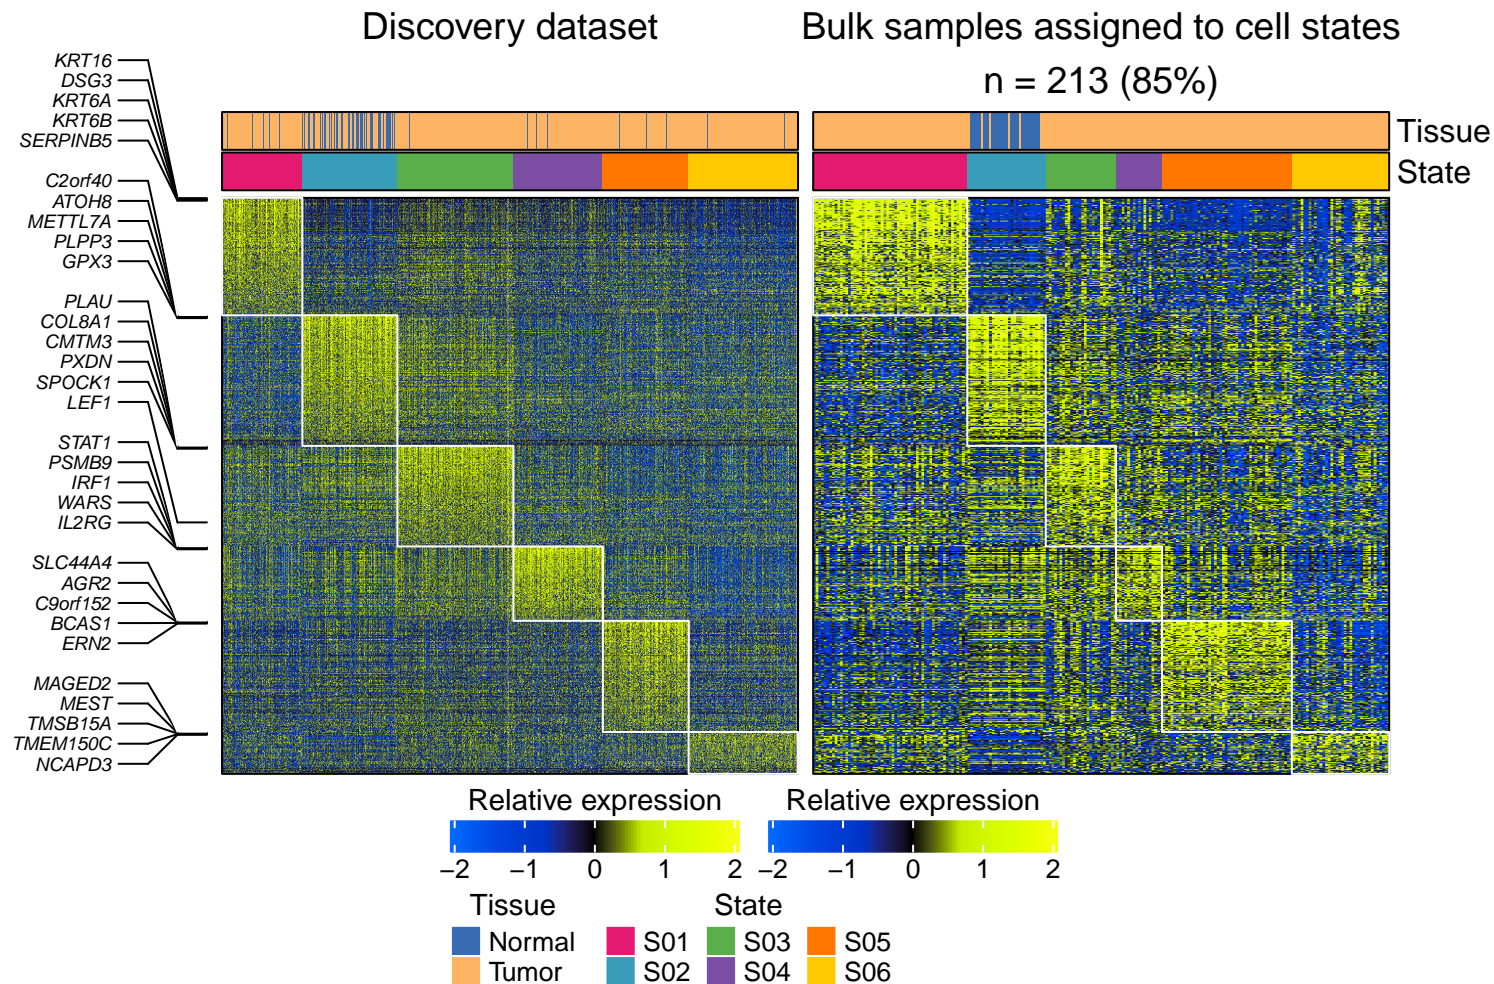 Discovery dataset
Bulk samples assigned to cell states
n = 213 (85%)
Tissue
State
KRT16
DSG3
KRT6A
KRT6B
SERPINB5
C2orf40
ATOH8
METTL7A
PLPP3
GPX3
PLAU
COL8A1
CMTM3
PXDN
SPOCK1
LEF1
STAT1
PSMB9
IRF1
WARS
IL2RG
SLC44A4
AGR2
C9orf152
BCAS1
ERN2
MAGED2
MEST
TMSB15A
TMEM150C
NCAPD3
Relative expression Relative expression
−2 −1 0 1 2 −2 −1 0 1 2
Tissue State
Normal S01 S03 S05
Tumor S02 S04 S06